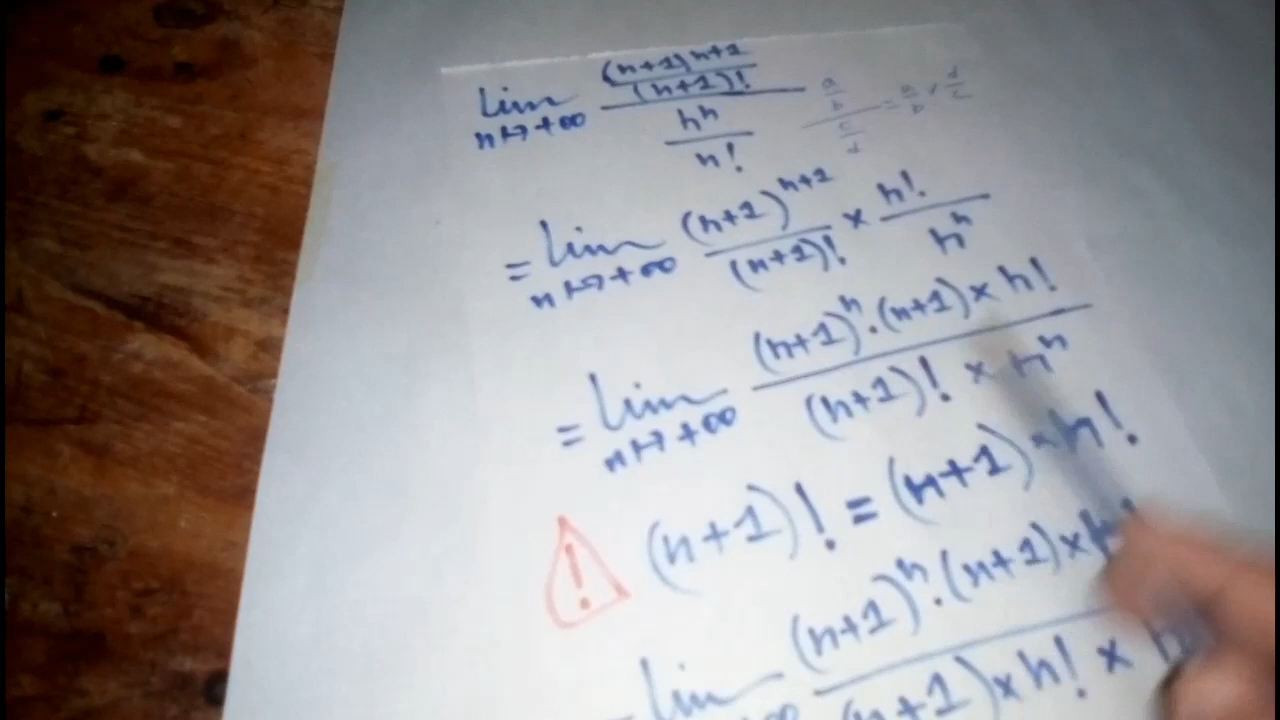 lim n↦+∞ ((n+1)^(n+1)/(n+1)!)/(n^n/n!)
(a/b)/(c/d) = a/b × d/c
= lim n↦+∞ (n+1)^(n+1)/(n+1)! × n!/n^n
= lim n↦+∞ ((n+1)^n.(n+1)×n!)/((n+1)! × n^n)
! (n+1)! = (n+1)×n!
lim ((n+1)^n.(n+1)×n!)/((n+1)×n! ×